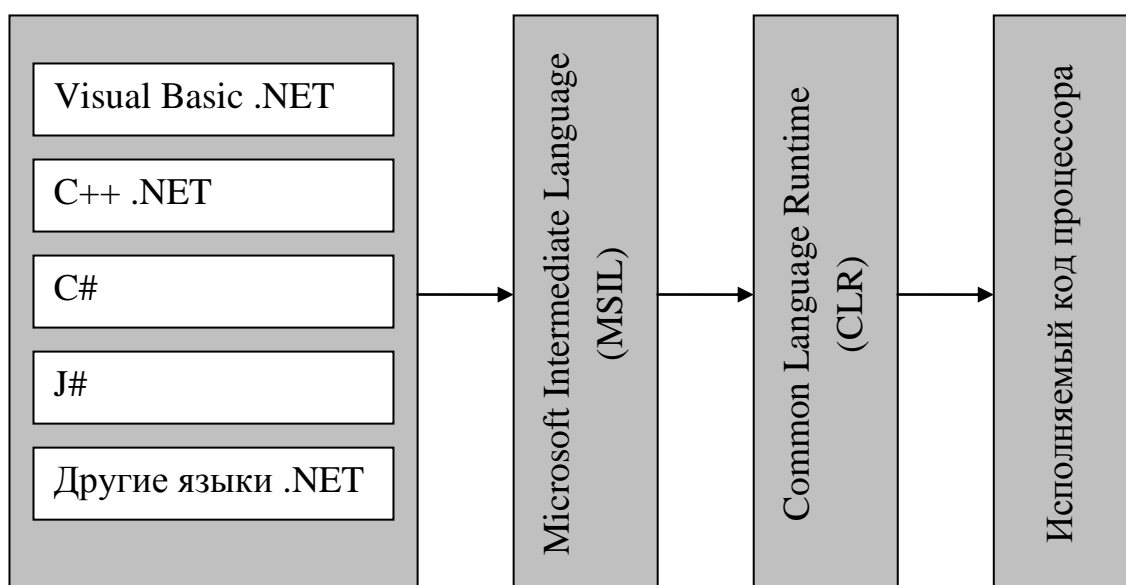 Visual Basic .NET
C++ .NET
C#
J#
Другие языки .NET
Microsoft Intermediate Language
(MSIL)
Common Language Runtime
(CLR)
Исполняемый код процессора